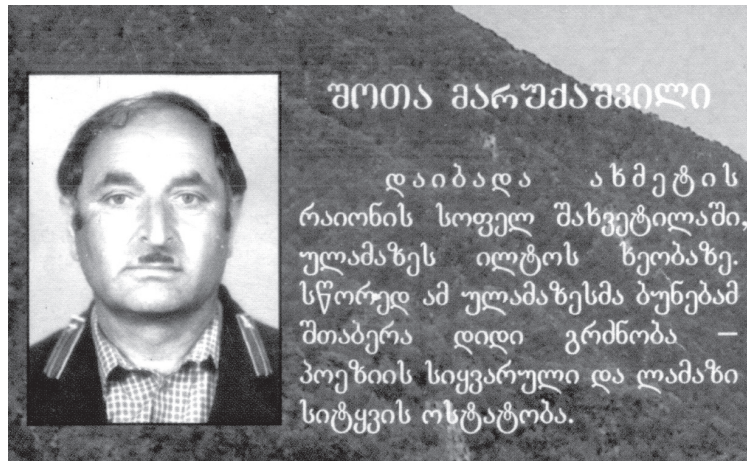 შოთა მარუქაშვილი
დაიბადა ახმეტის
რაიონის სოფელ შახვეტილაში,
ულამაზეს ილტოს ხეობაზე.
სწორედ ამ ულამაზესმა ბუნებამ
შთაბერა დიდი გრძნობა –
პოეზიის სიყვარული და ლამაზი
სიტყვის ოსტატობა.